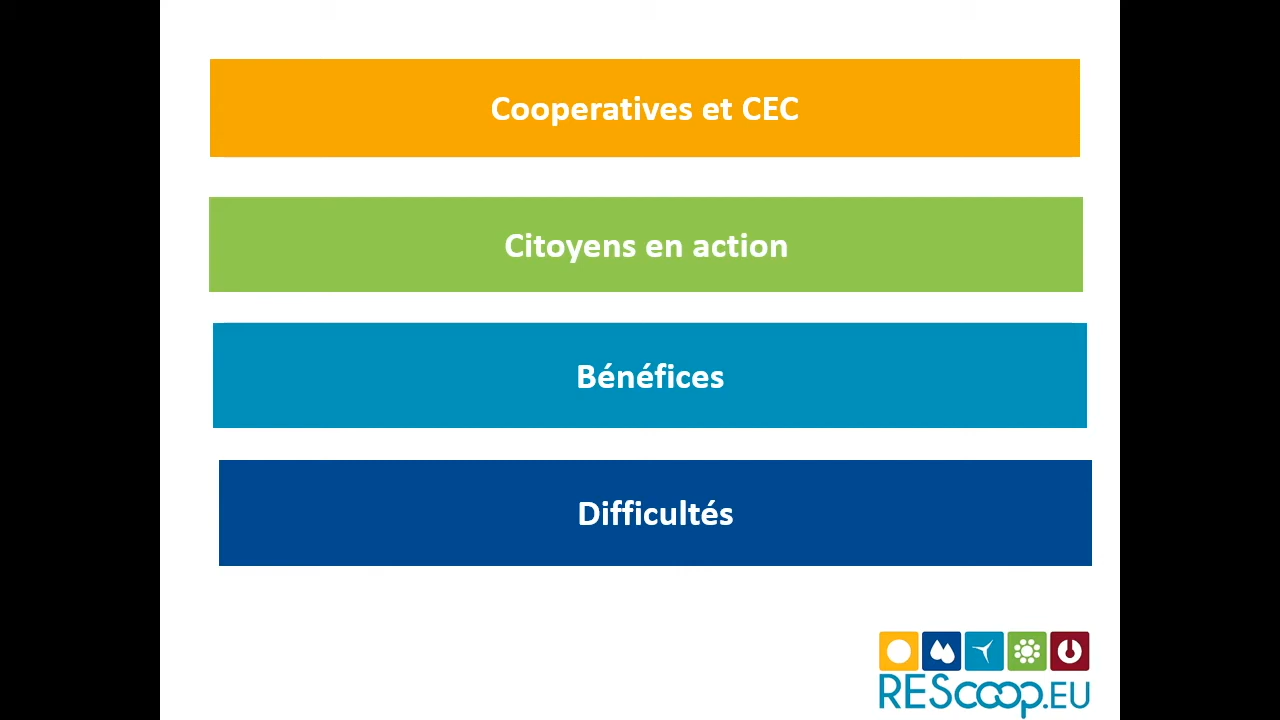 Cooperatives et CEC
Citoyens en action
Bénéfices
Difficultés
REScoop.EU